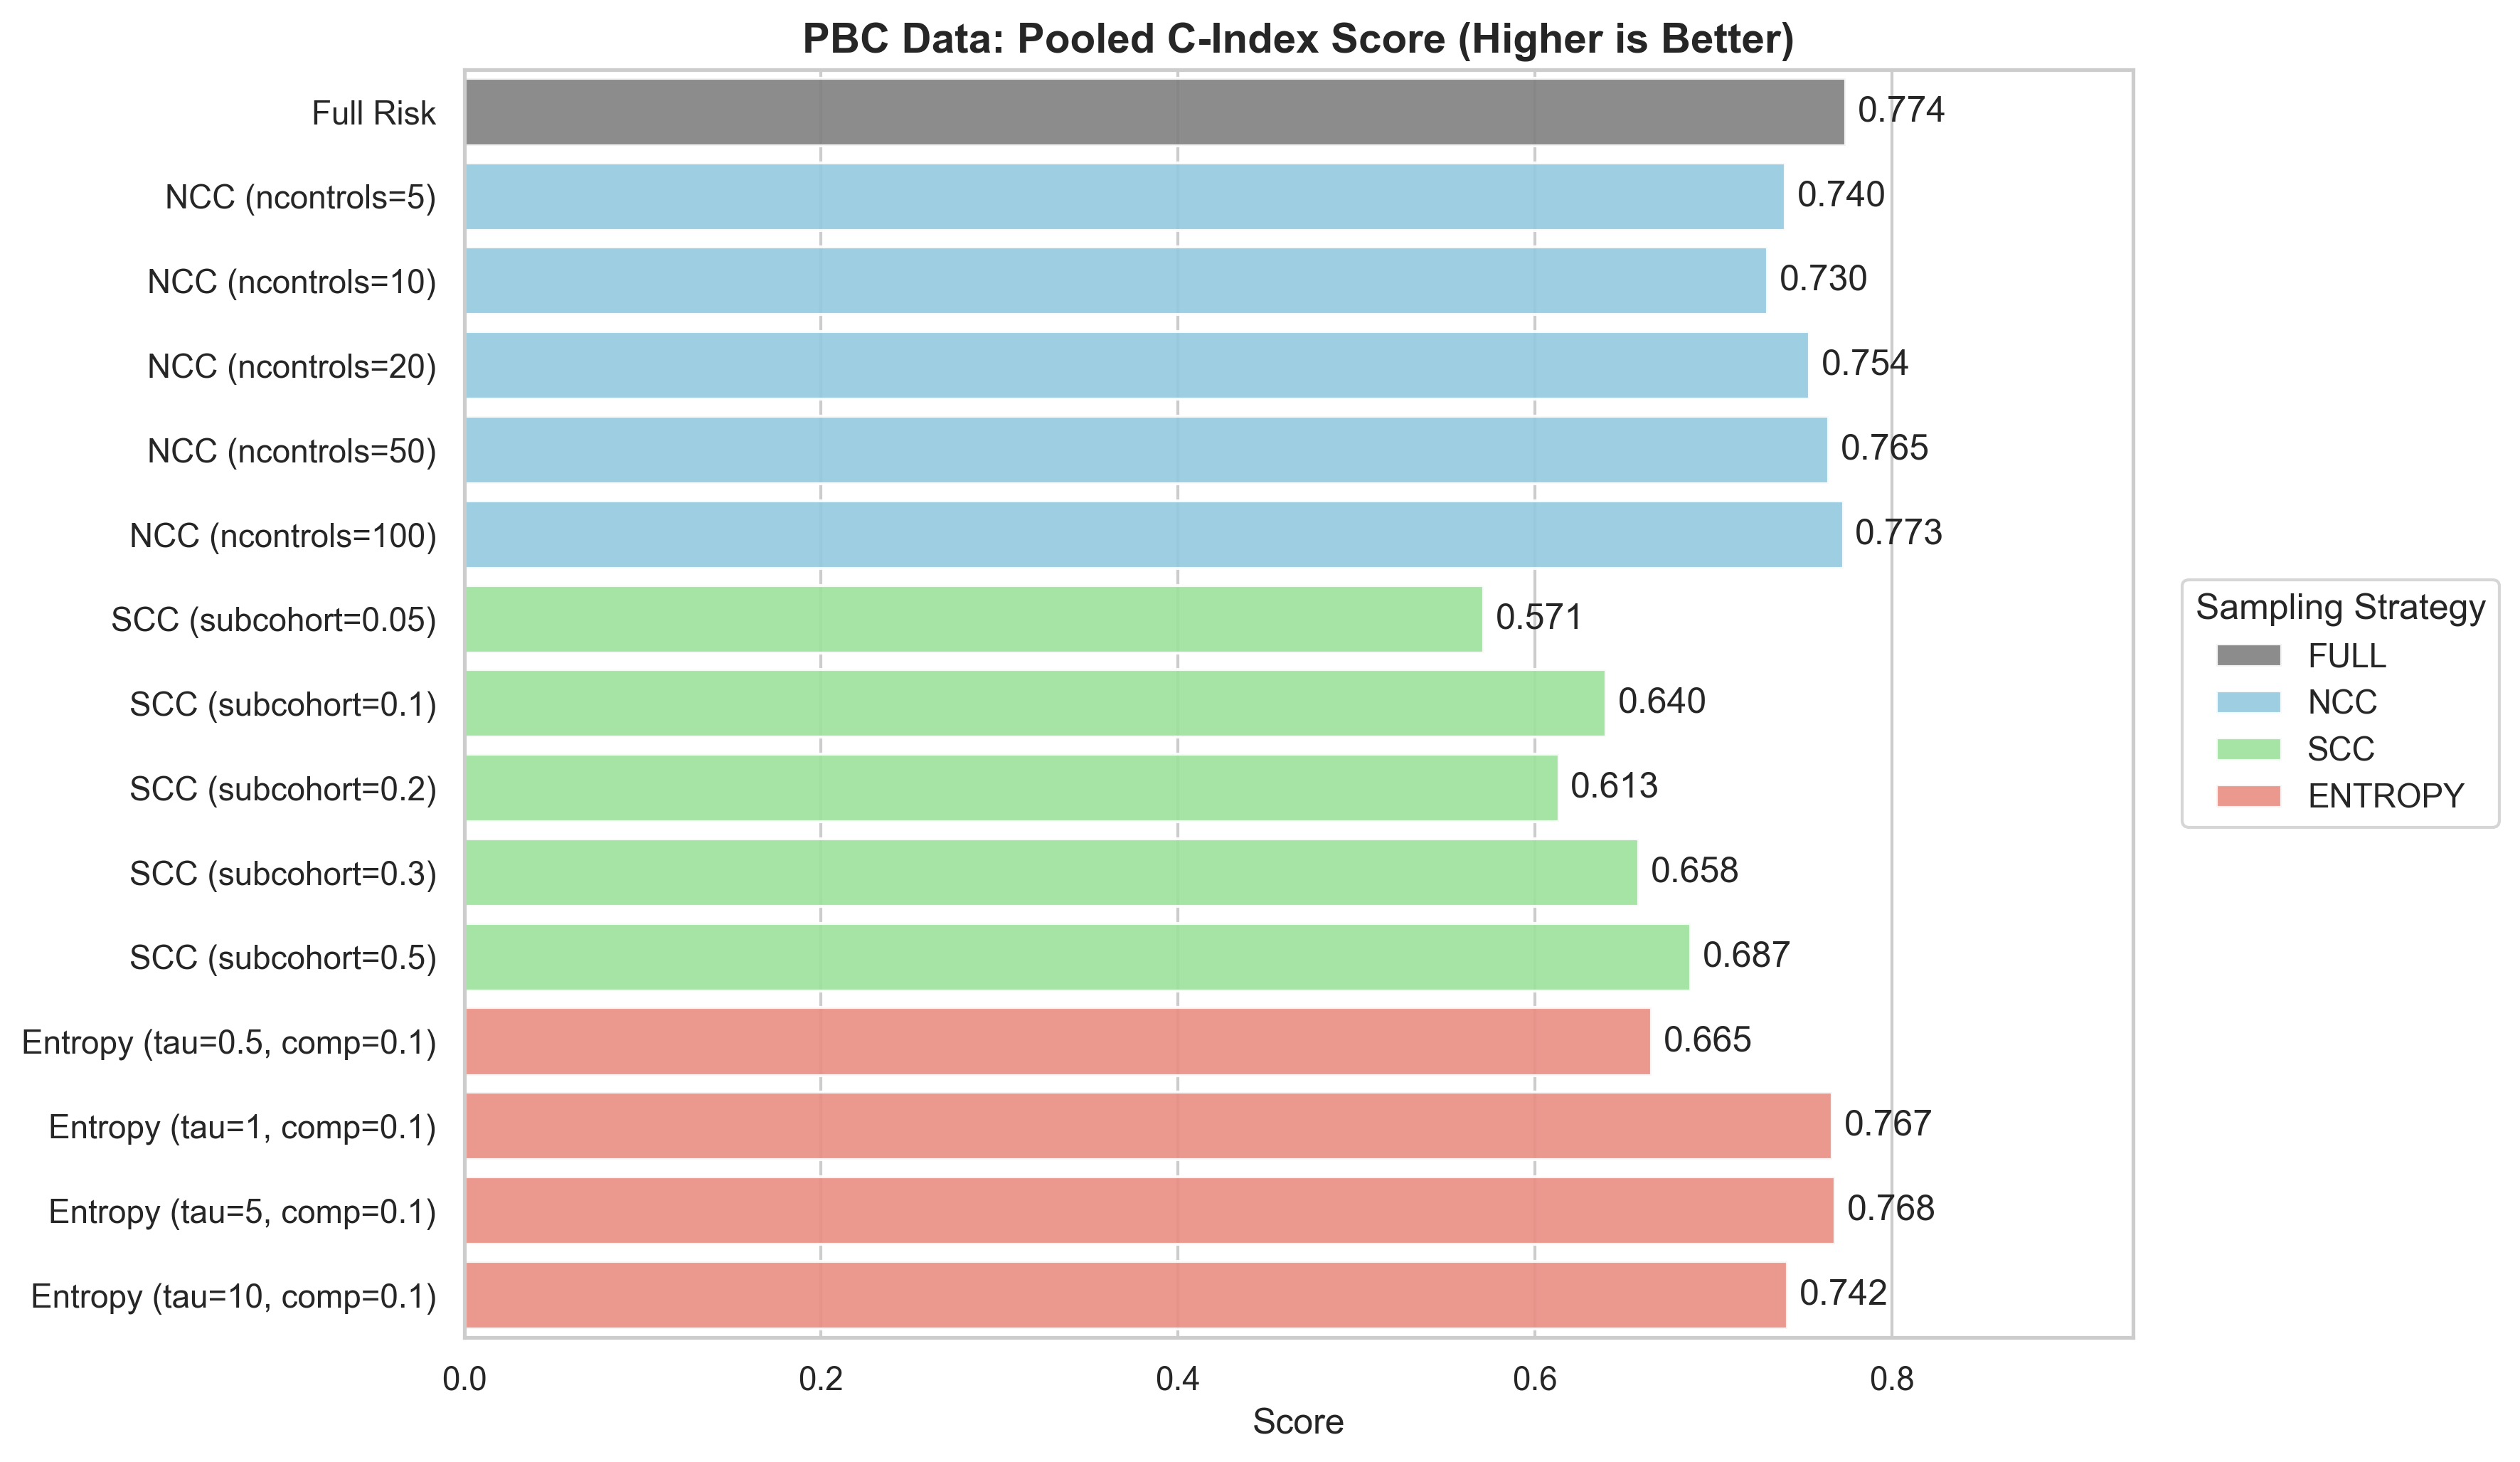 PBC Data: Pooled C-Index Score (Higher is Better)
Full Risk 0.774
NCC (ncontrols=5) 0.740
NCC (ncontrols=10) 0.730
NCC (ncontrols=20) 0.754
NCC (ncontrols=50) 0.765
NCC (ncontrols=100) 0.773
SCC (subcohort=0.05) 0.571
SCC (subcohort=0.1) 0.640
SCC (subcohort=0.2) 0.613
SCC (subcohort=0.3) 0.658
SCC (subcohort=0.5) 0.687
Entropy (tau=0.5, comp=0.1) 0.665
Entropy (tau=1, comp=0.1) 0.767
Entropy (tau=5, comp=0.1) 0.768
Entropy (tau=10, comp=0.1) 0.742
0.0 0.2 0.4 0.6 0.8
Score
Sampling Strategy
FULL
NCC
SCC
ENTROPY